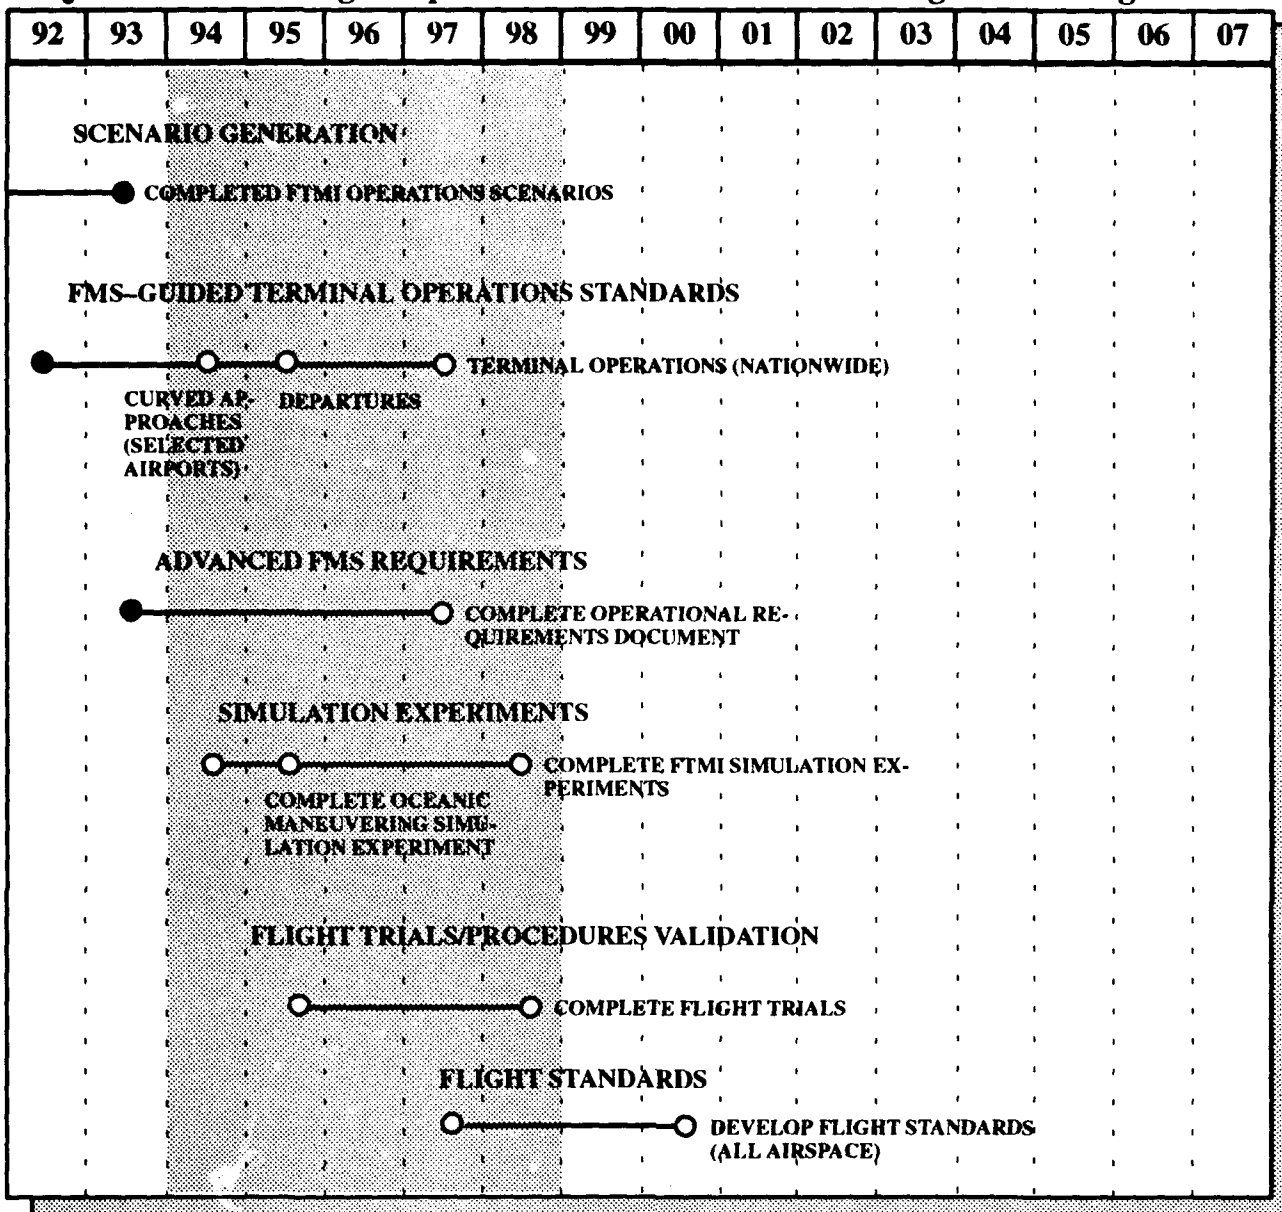 92 93 94 95 96 97 98 99 00 01 02 03 04 05 06 07
SCENARIO GENERATION
COMPLETED FTMI OPERATIONS SCENARIOS
FMS–GUIDED TERMINAL OPERATIONS STANDARDS
TERMINAL OPERATIONS (NATIONWIDE)
CURVED AP-
PROACHES
(SELECTED
AIRPORTS)
DEPARTURES
ADVANCED FMS REQUIREMENTS
COMPLETE OPERATIONAL RE-
QUIREMENTS DOCUMENT
SIMULATION EXPERIMENTS
COMPLETE FTMI SIMULATION EX-
PERIMENTS
COMPLETE OCEANIC
MANEUVERING SIMU-
LATION EXPERIMENT
FLIGHT TRIALS/PROCEDURES VALIDATION
COMPLETE FLIGHT TRIALS
FLIGHT STANDARDS
DEVELOP FLIGHT STANDARDS
(ALL AIRSPACE)